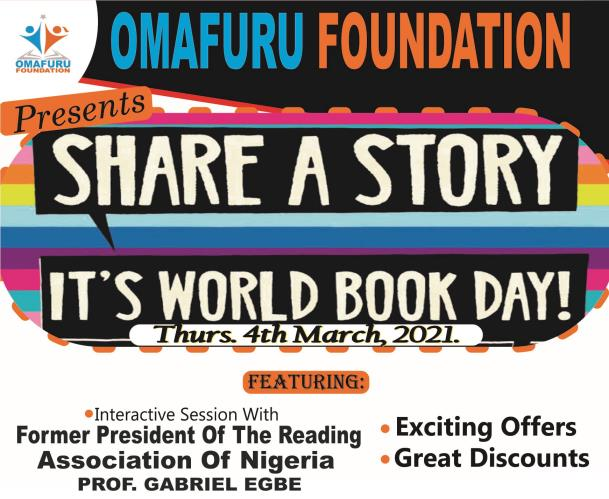 OMAFURU
FOUNDATION
OMAFURU FOUNDATION
Presents
SHARE A STORY
IT'S WORLD BOOK DAY!
Thurs. 4th March, 2021.
FEATURING:
•Interactive Session With
Former President Of The Reading
Association Of Nigeria
PROF. GABRIEL EGBE
• Exciting Offers
• Great Discounts